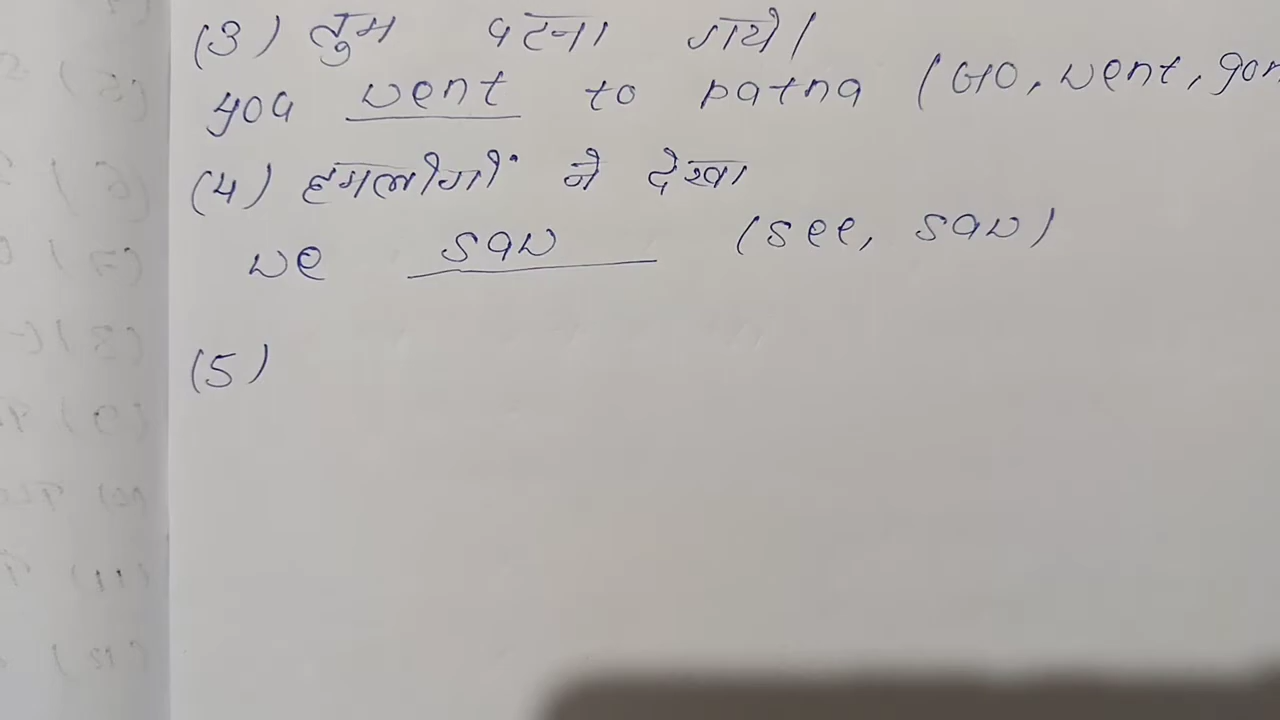 (3) तुम पटना गये।
you went to patna (Go, went, gon
(4) हमलोगों ने देखा
we saw (see, saw)
(5)